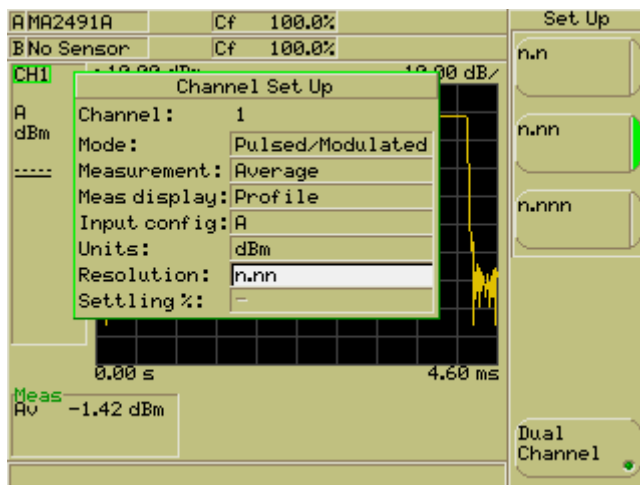 A MA2491A Cf 100.0%
Set Up
B No Sensor Cf 100.0%
CH1 10.00 dB/
A
dBm
-----
Channel Set Up
Channel: 1
Mode: Pulsed/Modulated
Measurement: Average
Meas display: Profile
Input config: A
Units: dBm
Resolution: n.nn
Settling %: -
0.00 s 4.60 ms
Meas
Av -1.42 dBm
n.n
n.nn
n.nnn
Dual
Channel